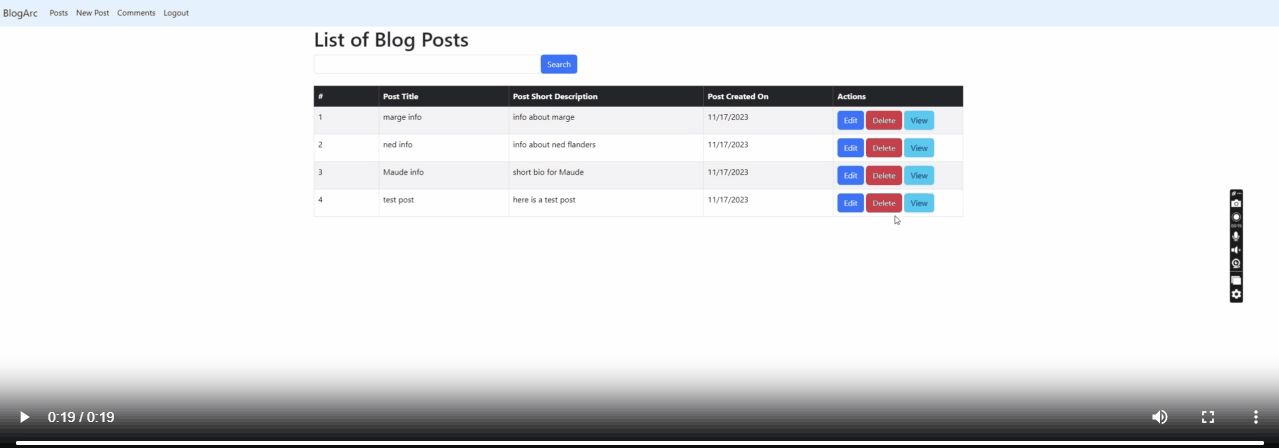 BlogArc Posts New Post Comments Logout
List of Blog Posts
Search
# Post Title Post Short Description Post Created On Actions
1 marge info info about marge 11/17/2023 Edit Delete View
2 ned info info about ned flanders 11/17/2023 Edit Delete View
3 Maude info short bio for Maude 11/17/2023 Edit Delete View
4 test post here is a test post 11/17/2023 Edit Delete View
0:19 / 0:19